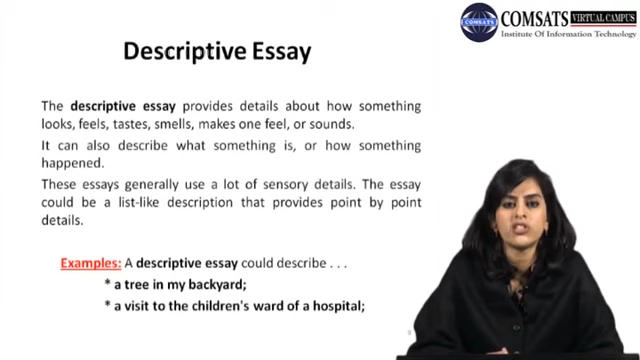 COMSATS VIRTUAL CAMPUS
Institute Of Information Technology
Descriptive Essay
The descriptive essay provides details about how something
looks, feels, tastes, smells, makes one feel, or sounds.
It can also describe what something is, or how something
happened.
These essays generally use a lot of sensory details. The essay
could be a list-like description that provides point by point
details.
Examples: A descriptive essay could describe . . .
* a tree in my backyard;
* a visit to the children's ward of a hospital;